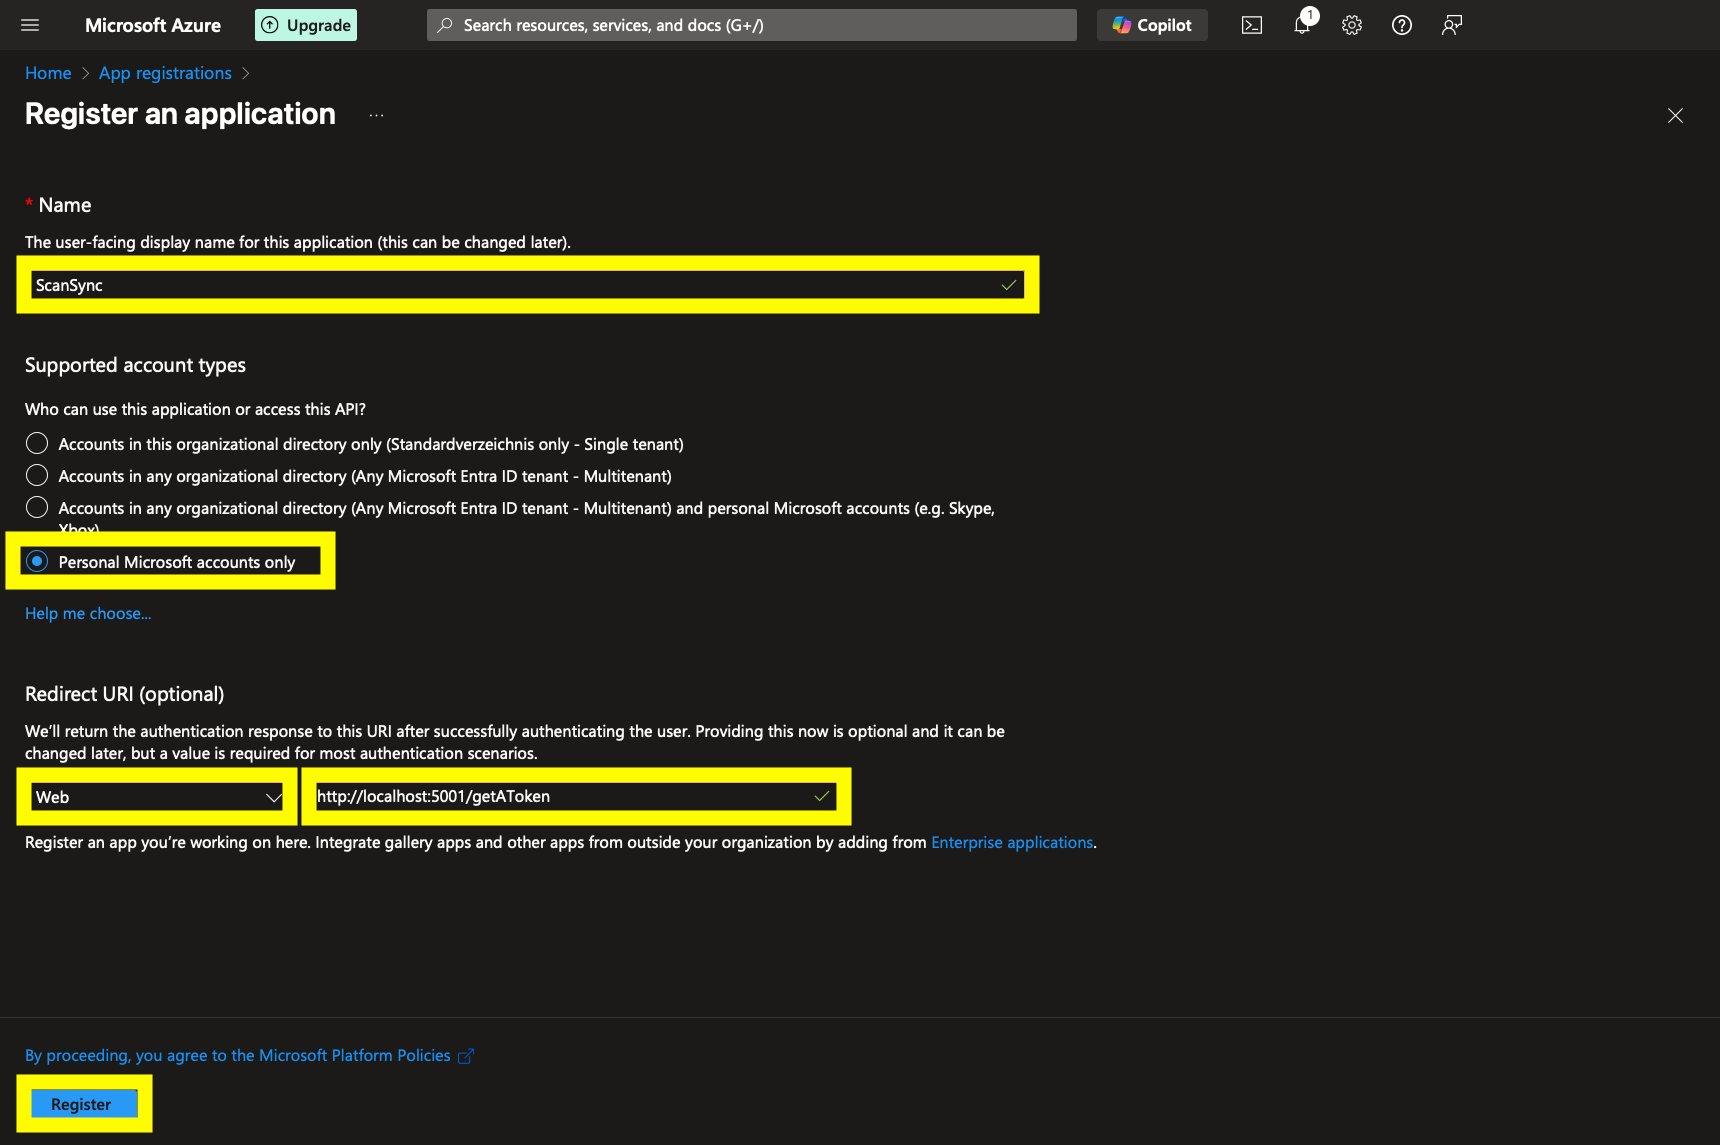 Microsoft Azure
Upgrade
Search resources, services, and docs (G+/)
Copilot
1
Home
App registrations
Register an application
...
* Name
The user-facing display name for this application (this can be changed later).
ScanSync
Supported account types
Who can use this application or access this API?
Accounts in this organizational directory only (Standardverzeichnis only - Single tenant)
Accounts in any organizational directory (Any Microsoft Entra ID tenant - Multitenant)
Accounts in any organizational directory (Any Microsoft Entra ID tenant - Multitenant) and personal Microsoft accounts (e.g. Skype,
Xbox)
Personal Microsoft accounts only
Help me choose...
Redirect URI (optional)
We'll return the authentication response to this URI after successfully authenticating the user. Providing this now is optional and it can be
changed later, but a value is required for most authentication scenarios.
Web
http://localhost:5001/getAToken
Register an app you're working on here. Integrate gallery apps and other apps from outside your organization by adding from Enterprise applications.
By proceeding, you agree to the Microsoft Platform Policies
Register